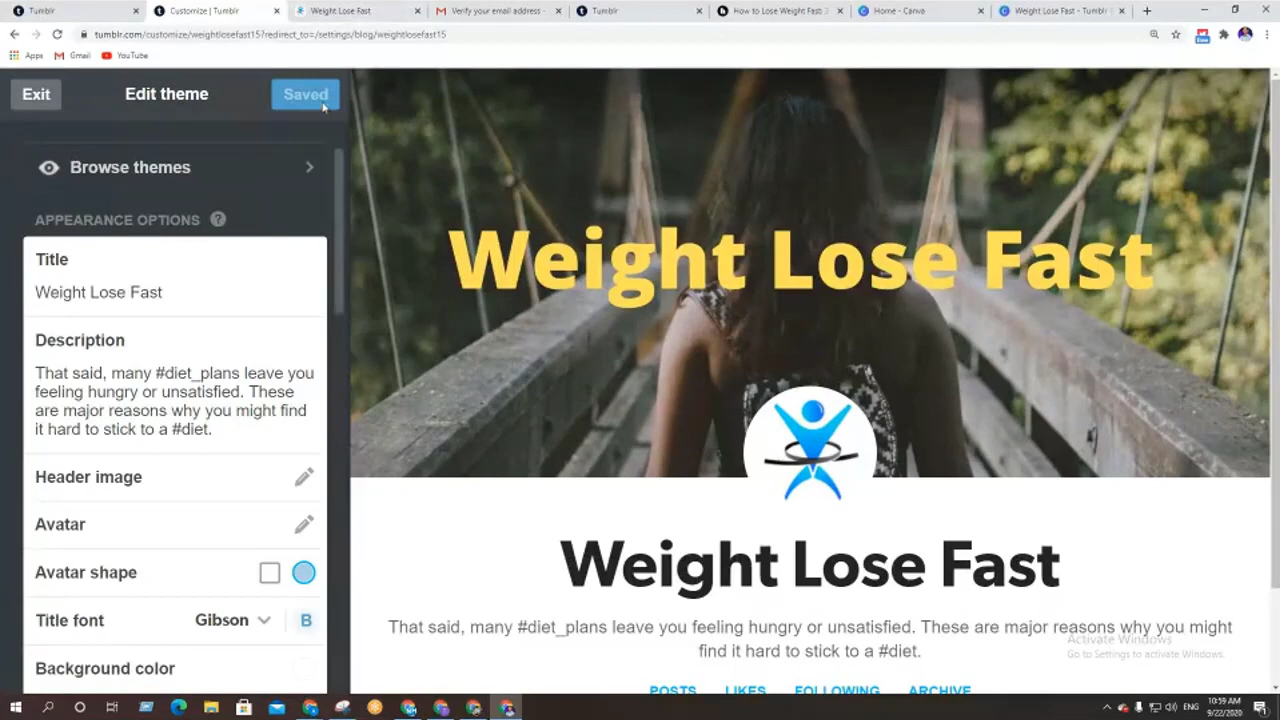 Tumblr
Customize | Tumblr
Weight Lose Fast
Verify your email address -
Tumblr
How to Lose Weight Fast: 3
Home - Canva
Weight Lose Fast - Tumblr
tumblr.com/customize/weightlosefast15?redirect_to=/settings/blog/weightlosefast15
Apps
Gmail
YouTube
Exit
Edit theme
Saved
Browse themes
APPEARANCE OPTIONS ?
Title
Weight Lose Fast
Description
That said, many #diet_plans leave you
feeling hungry or unsatisfied. These
are major reasons why you might find
it hard to stick to a #diet.
Header image
Avatar
Avatar shape
Title font
Gibson
B
Background color
Weight Lose Fast
Weight Lose Fast
That said, many #diet_plans leave you feeling hungry or unsatisfied. These are major reasons why you might
find it hard to stick to a #diet.
POSTS LIKES FOLLOWING ARCHIVE
Activate Windows
Go to Settings to activate Windows.
ENG
10:59 AM
9/22/2020